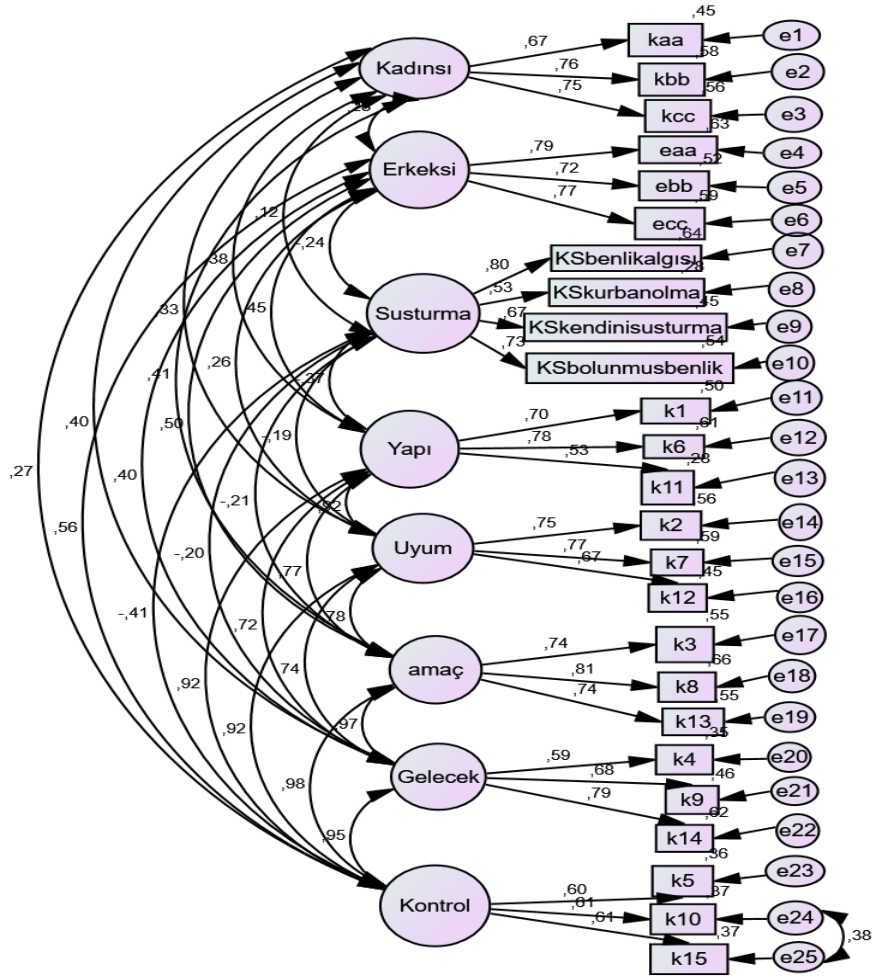 ,45
,67
kaa
e1
Kadınsı
,58
,76
kbb
e2
,75
,56
kcc
e3
,63
,79
eaa
e4
Erkeksi
,52
,72
ebb
e5
,59
,77
ecc
e6
,12
-,24
,64
,80
KSbenlikalgısı
e7
,28
,53
KSkurbanolma
e8
,45
Susturma
,67
KSkendinisusturma
e9
,54
,73
KSbolunmusbenlik
e10
,33
,45
,38
,26
-,27
,50
,70
k1
e11
,41
,61
,78
k6
e12
Yapı
,53
,28
k11
e13
,40
,50
-,19
,56
,75
k2
e14
,59
Uyum
,77
k7
e15
,67
,45
k12
e16
,27
,40
-,21
,92
,56
-,20
,77
,78
,55
,74
k3
e17
,66
amaç
,81
k8
e18
,55
,74
k13
e19
-,41
,72
,74
,97
,35
,59
k4
e20
,46
Gelecek
,68
k9
e21
,62
,79
k14
e22
,92
,92
,98
,95
,36
,60
k5
e23
,37
Kontrol
,61
k10
e24
,37
,61
k15
e25
,38